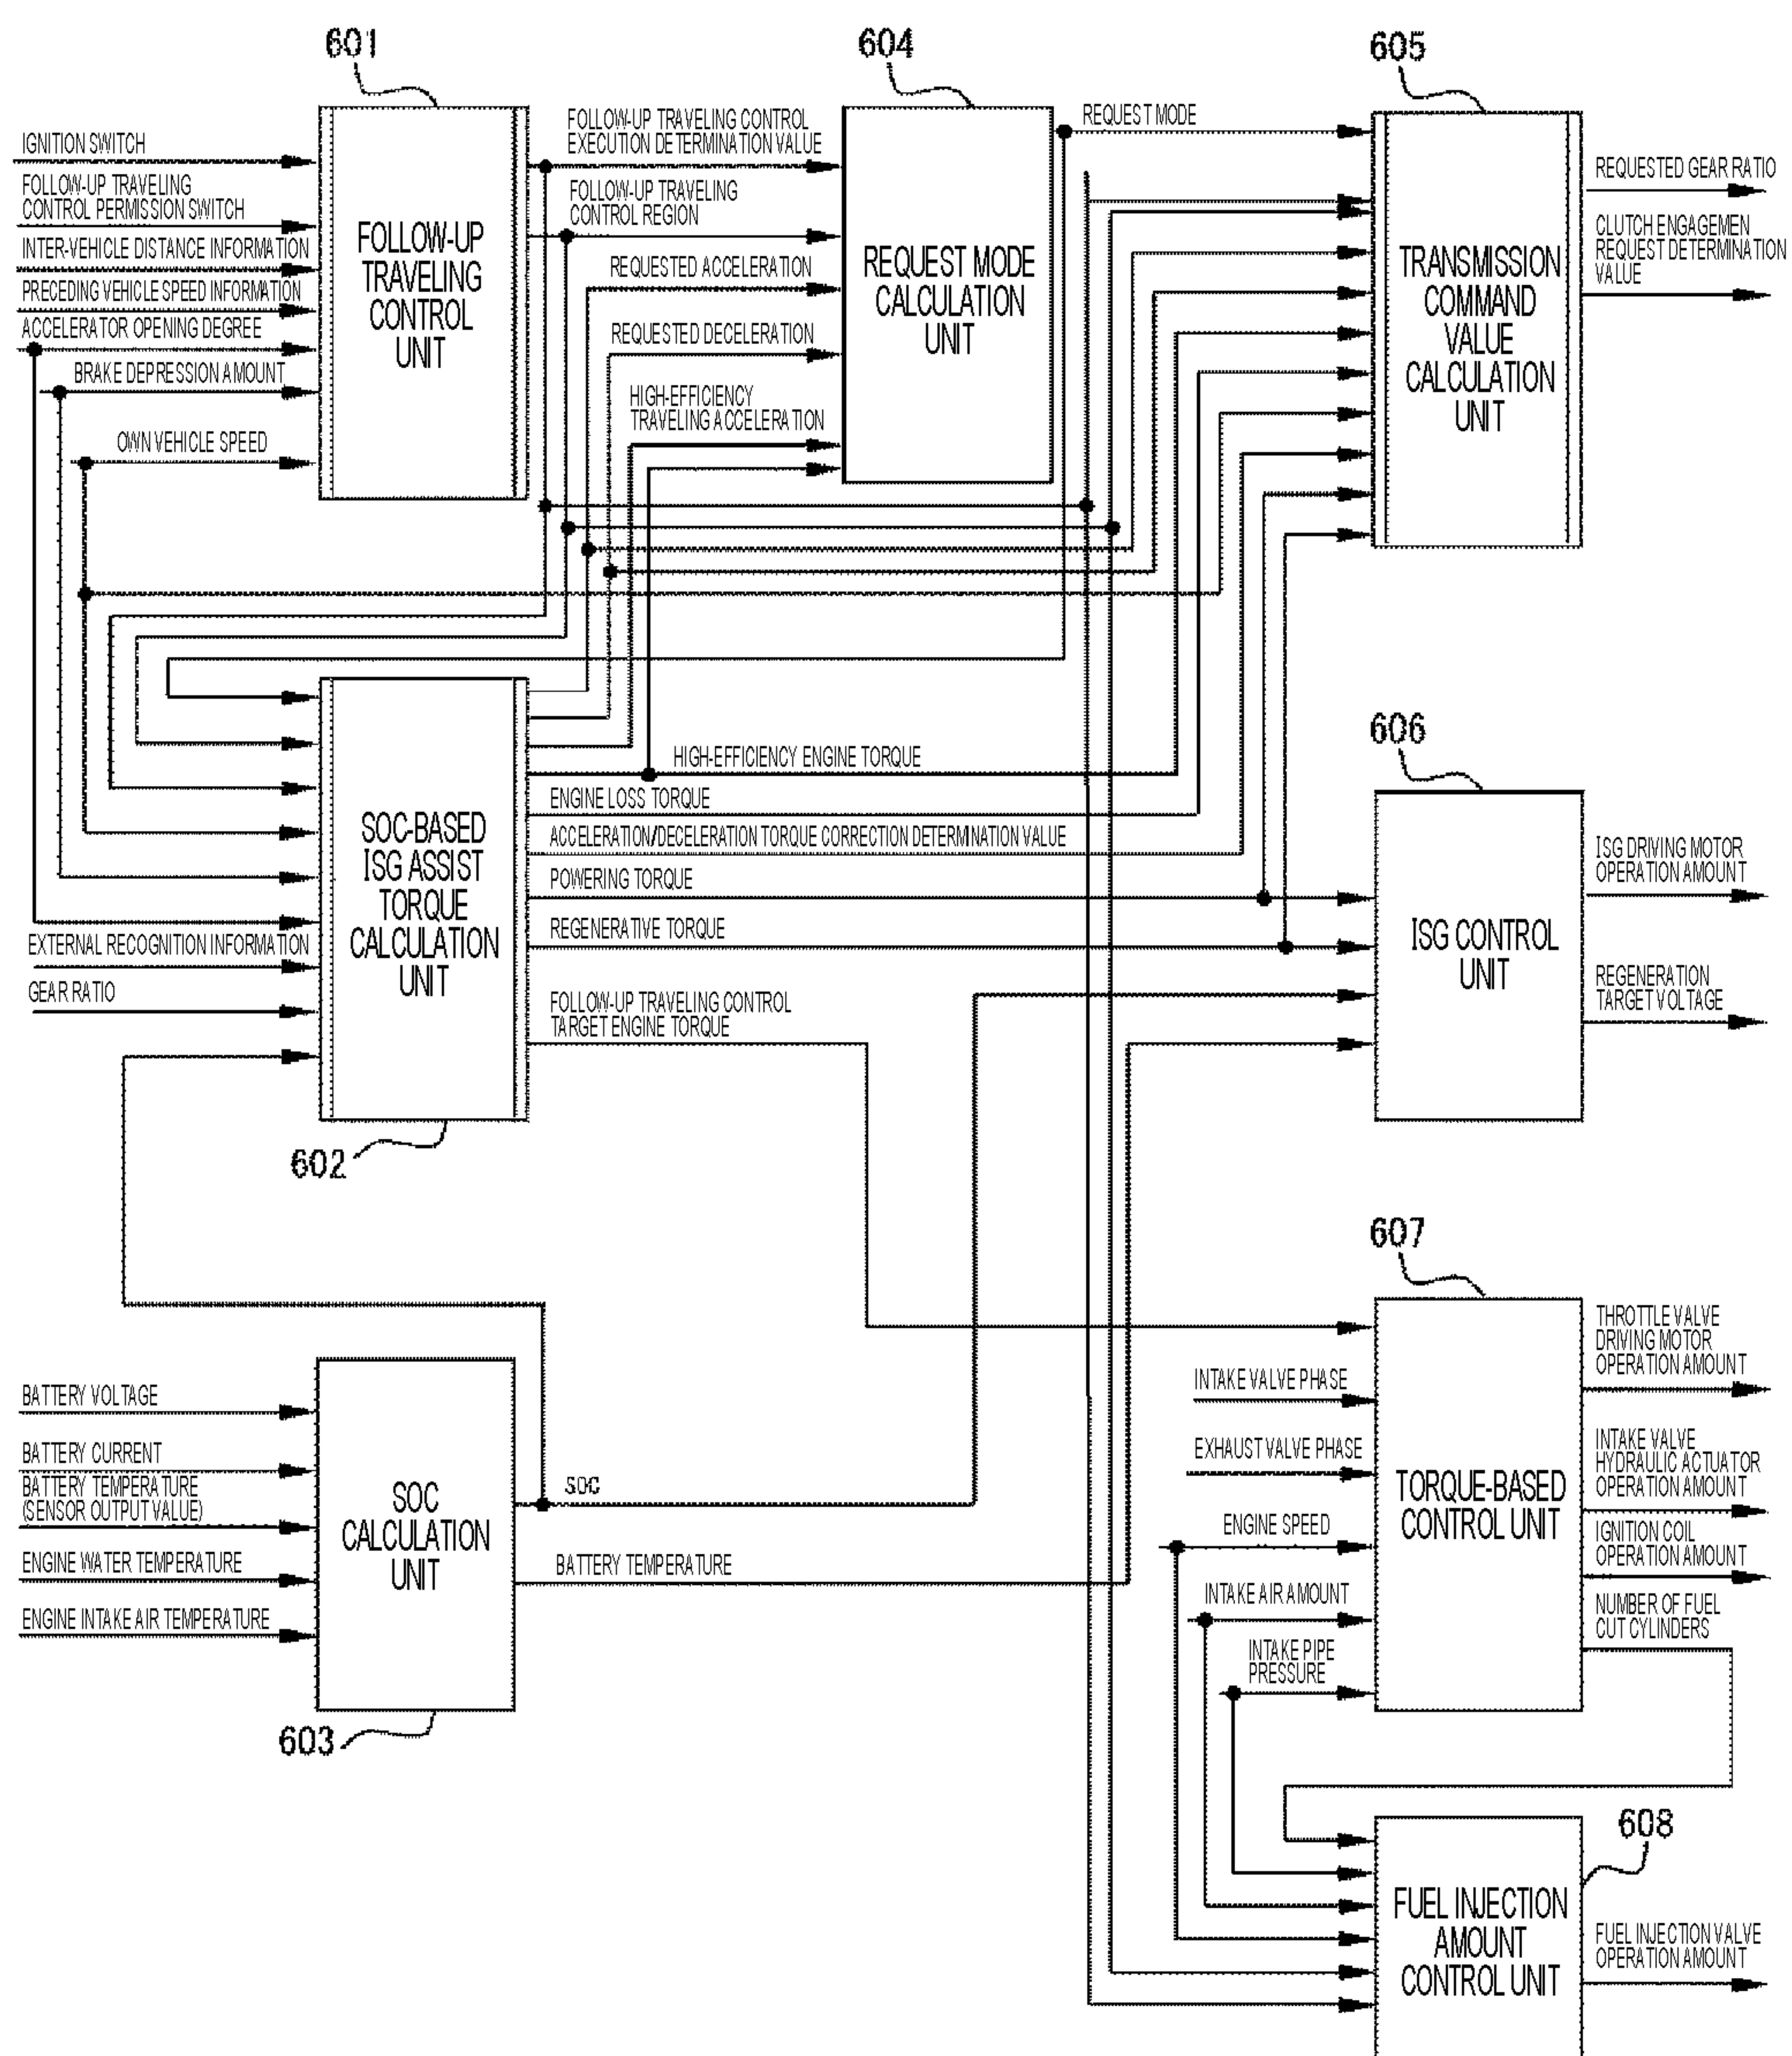 601
604
605
IGNITION SWITCH
FOLLOW-UP TRAVELING
CONTROL PERMISSION SWITCH
INTER-VEHICLE DISTANCE INFORMATION
PRECEDING VEHICLE SPEED INFORMATION
ACCELERATOR OPENING DEGREE
BRAKE DEPRESSION AMOUNT
OWN VEHICLE SPEED
FOLLOW-UP
TRAVELING
CONTROL
UNIT
FOLLOW-UP TRAVELING CONTROL
EXECUTION DETERMINATION VALUE
FOLLOW-UP TRAVELING
CONTROL REGION
REQUESTED ACCELERATION
REQUESTED DECELERATION
HIGH-EFFICIENCY
TRAVELING ACCELERATION
REQUEST MODE
CALCULATION
UNIT
REQUEST MODE
TRANSMISSION
COMMAND
VALUE
CALCULATION
UNIT
REQUESTED GEAR RATIO
CLUTCH ENGAGEMEN
REQUEST DETERMINATION
VALUE
606
EXTERNAL RECOGNITION INFORMATION
GEAR RATIO
SOC-BASED
ISG ASSIST
TORQUE
CALCULATION
UNIT
602
HIGH-EFFICIENCY ENGINE TORQUE
ENGINE LOSS TORQUE
ACCELERATION/DECELERATION TORQUE CORRECTION DETERMINATION VALUE
POWERING TORQUE
REGENERATIVE TORQUE
FOLLOW-UP TRAVELING CONTROL
TARGET ENGINE TORQUE
ISG CONTROL
UNIT
ISG DRIVING MOTOR
OPERATION AMOUNT
REGENERATION
TARGET VOLTAGE
607
BATTERY VOLTAGE
BATTERY CURRENT
BATTERY TEMPERATURE
(SENSOR OUTPUT VALUE)
ENGINE WATER TEMPERATURE
ENGINE INTAKE AIR TEMPERATURE
SOC
CALCULATION
UNIT
603
SOC
BATTERY TEMPERATURE
INTAKE VALVE PHASE
EXHAUST VALVE PHASE
ENGINE SPEED
INTAKE AIR AMOUNT
INTAKE PIPE
PRESSURE
TORQUE-BASED
CONTROL UNIT
THROTTLE VALVE
DRIVING MOTOR
OPERATION AMOUNT
INTAKE VALVE
HYDRAULIC ACTUATOR
OPERATION AMOUNT
IGNITION COIL
OPERATION AMOUNT
NUMBER OF FUEL
CUT CYLINDERS
608
FUEL INJECTION
AMOUNT
CONTROL UNIT
FUEL INJECTION VALVE
OPERATION AMOUNT